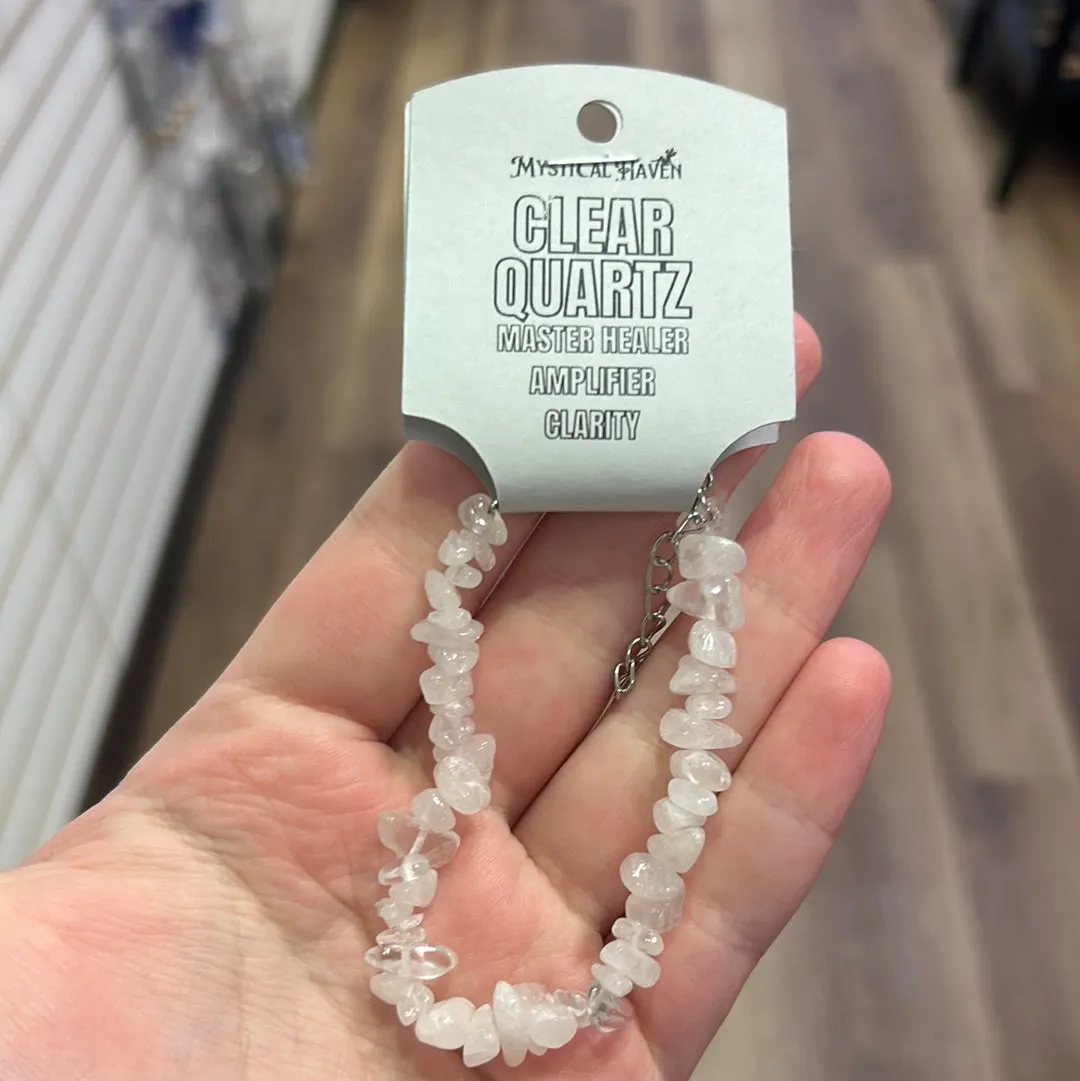 Mystical Haven
CLEAR
QUARTZ
MASTER HEALER
AMPLIFIER
CLARITY